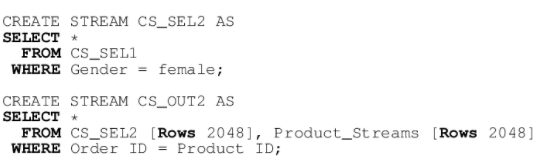 CREATE STREAM CS_SEL2 AS
SELECT *
FROM CS_SEL1
WHERE Gender = female;
CREATE STREAM CS_OUT2 AS
SELECT *
FROM CS_SEL2 [Rows 2048], Product_Streams [Rows 2048]
WHERE Order ID = Product ID;